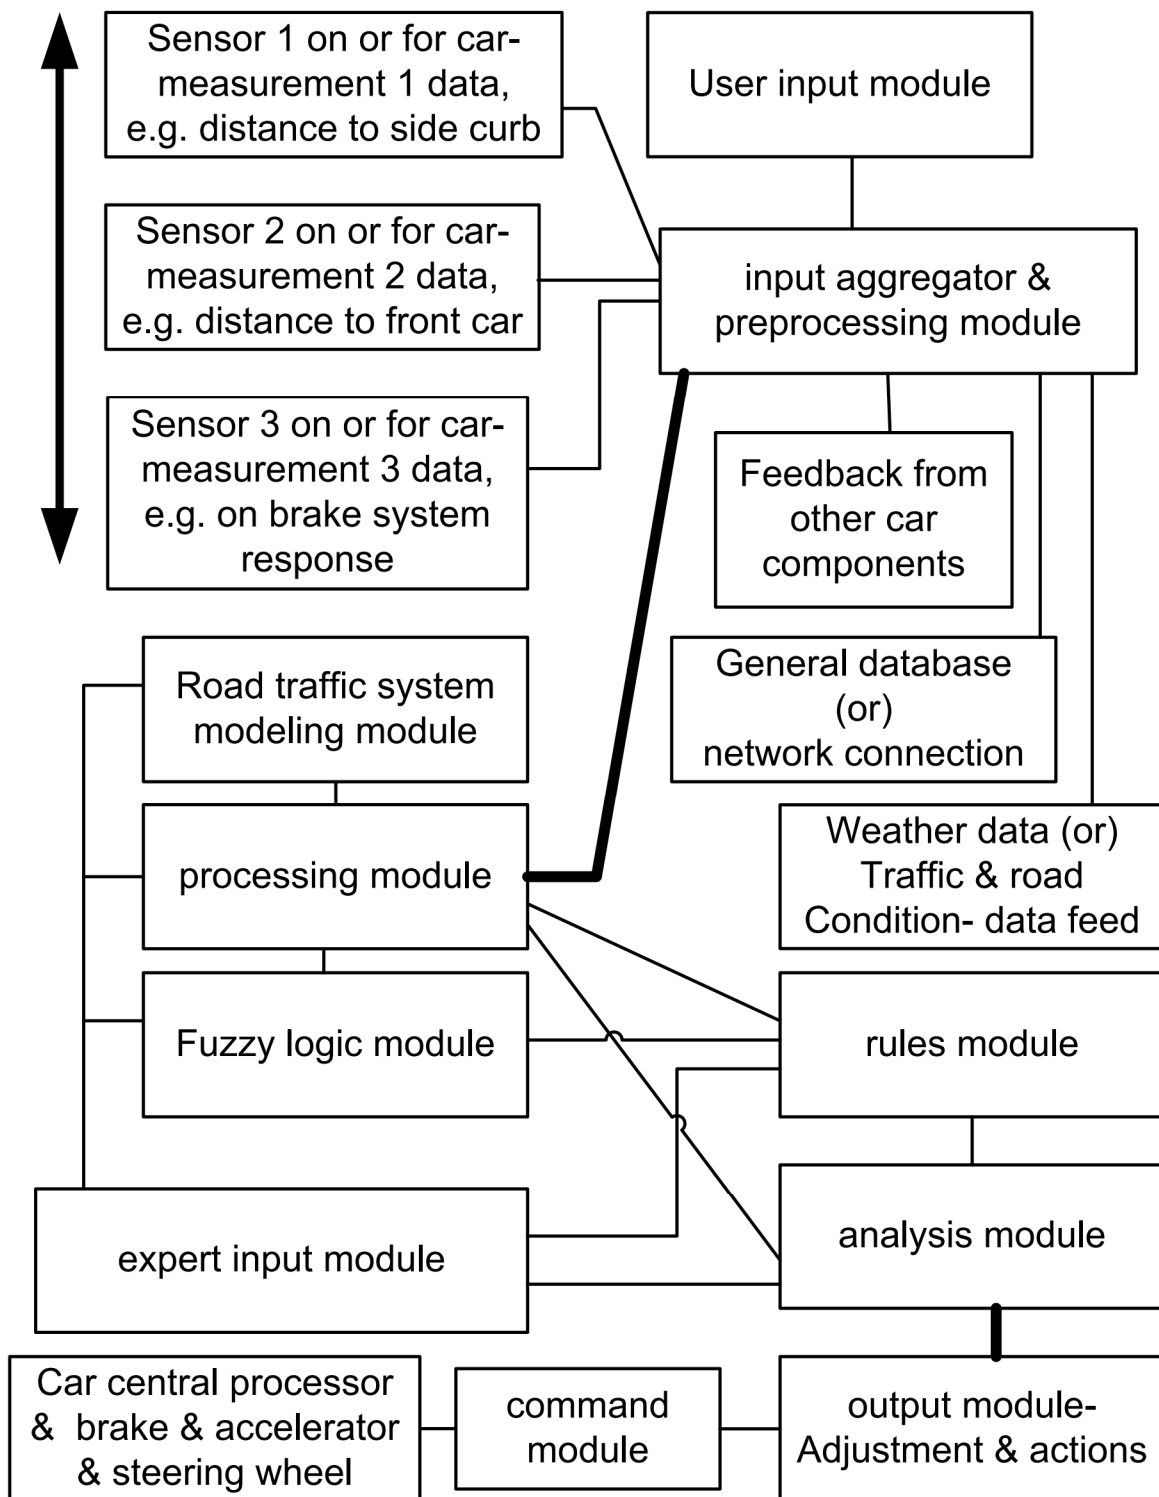 Sensor 1 on or for car-
measurement 1 data,
e.g. distance to side curb
User input module
Sensor 2 on or for car-
measurement 2 data,
e.g. distance to front car
input aggregator &
preprocessing module
Sensor 3 on or for car-
measurement 3 data,
e.g. on brake system
response
Feedback from
other car
components
General database
(or)
network connection
Road traffic system
modeling module
processing module
Weather data (or)
Traffic & road
Condition- data feed
Fuzzy logic module
rules module
expert input module
analysis module
Car central processor
& brake & accelerator
& steering wheel
command
module
output module-
Adjustment & actions